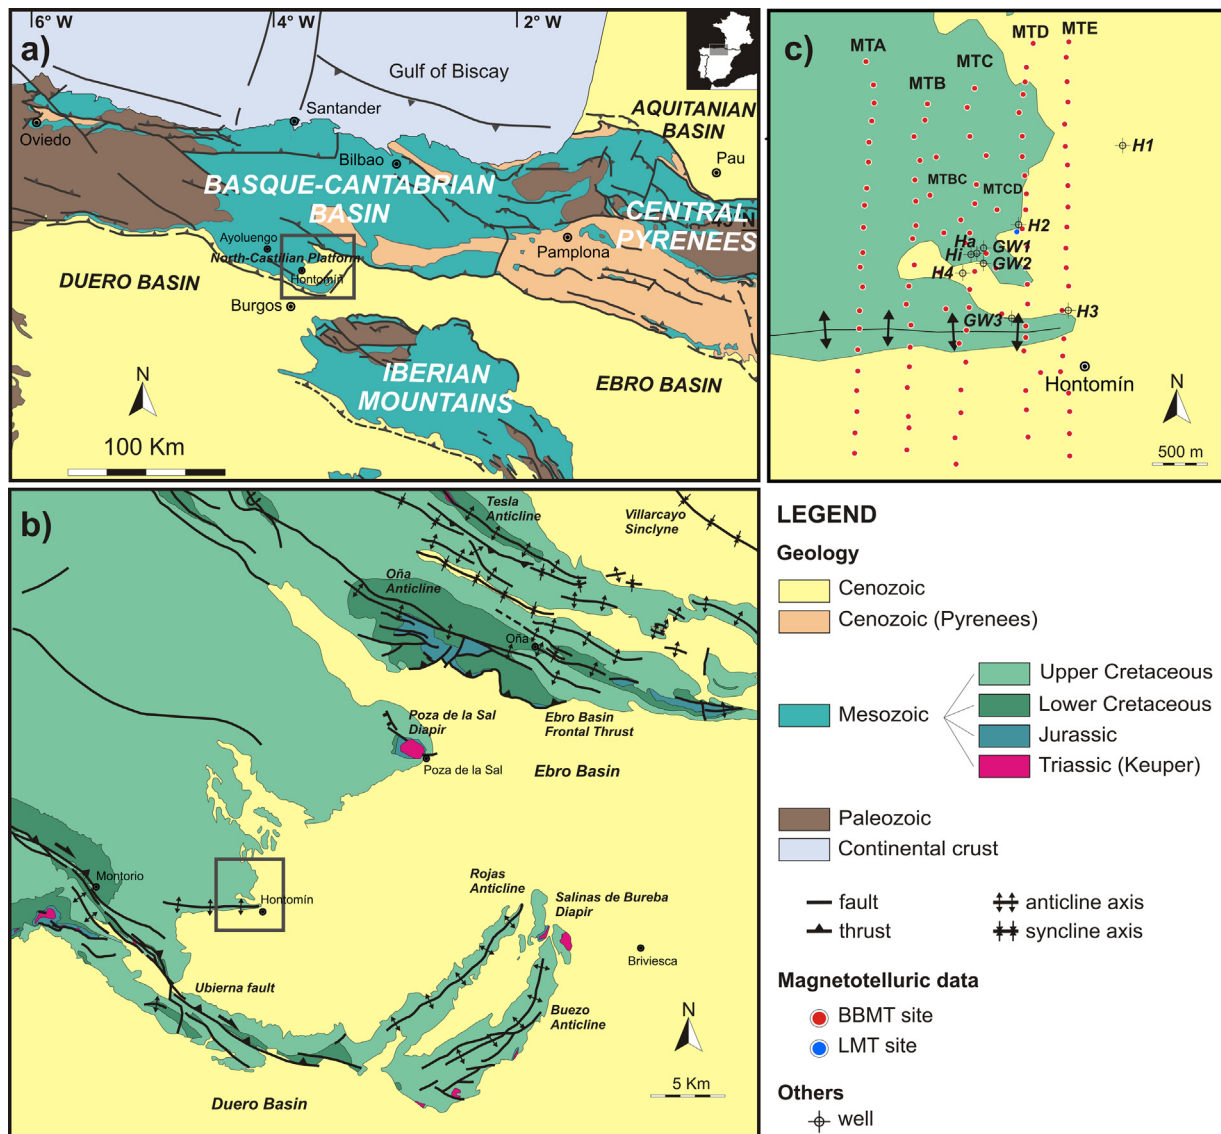 a)
6° W
4° W
2° W
Gulf of Biscay
Santander
Oviedo
Bilbao
AQUITANIAN
BASIN
Pau
BASQUE-CANTABRIAN
BASIN
CENTRAL
PYRENEES
Ayoluengo
North-Castilian Platform
Hontomín
Pamplona
DUERO BASIN
Burgos
IBERIAN
MOUNTAINS
EBRO BASIN
N
100 Km
c)
MTA
MTB
MTC
MTD
MTE
MTBC
MTCD
H1
H2
Ha
Hi
GW1
GW2
H4
GW3
H3
Hontomín
N
500 m
b)
Tesla
Anticline
Villarcayo
Sinclyne
Oña
Anticline
Oña
Poza de la Sal
Diapir
Ebro Basin
Frontal Thrust
Poza de la Sal
Ebro Basin
Montorio
Hontomín
Rojas
Anticline
Salinas de Bureba
Diapir
Briviesca
Ubierna fault
Buezo
Anticline
N
5 Km
Duero Basin
LEGEND
Geology
Cenozoic
Cenozoic (Pyrenees)
Mesozoic
Upper Cretaceous
Lower Cretaceous
Jurassic
Triassic (Keuper)
Paleozoic
Continental crust
fault
thrust
anticline axis
syncline axis
Magnetotelluric data
BBMT site
LMT site
Others
well